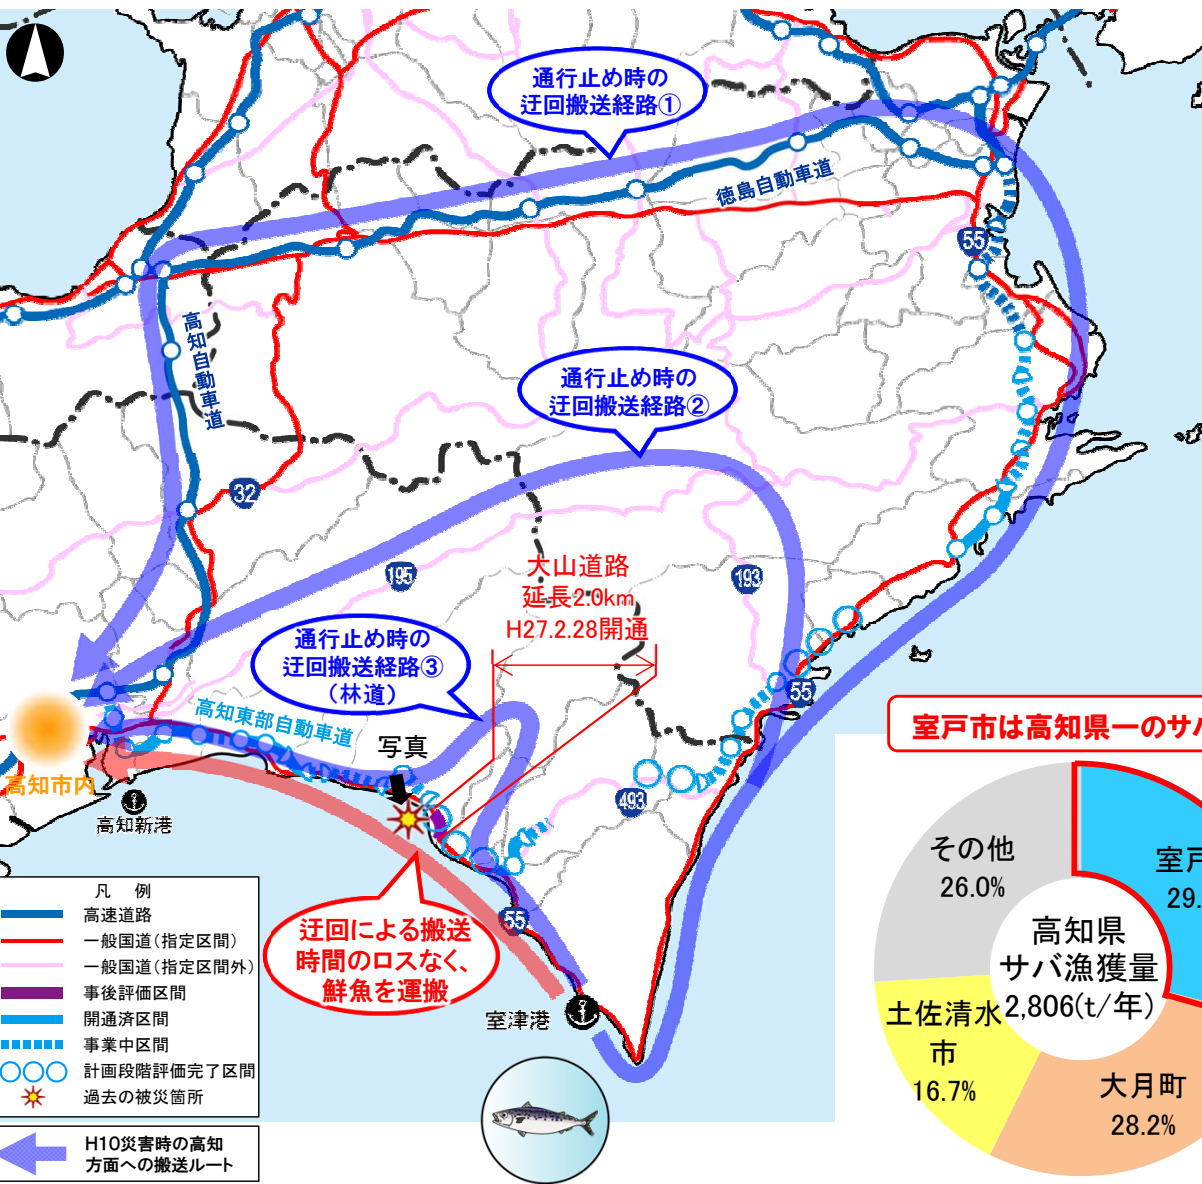 通行止め時の
迂回搬送経路①
徳島自動車道
55
高知自動車道
通行止め時の
迂回搬送経路②
32
195
大山道路
延長2.0km
H27.2.28開通
193
通行止め時の
迂回搬送経路③
（林道）
高知東部自動車道
写真
55
高知市内
高知新港
493
55
迂回による搬送
時間のロスなく、
鮮魚を運搬
室津港
凡 例
高速道路
一般国道(指定区間)
一般国道(指定区間外)
事後評価区間
開通済区間
事業中区間
計画段階評価完了区間
過去の被災箇所
H10災害時の高知
方面への搬送ルート
室戸市は高知県一のサバ
その他
26.0%
室戸
29.
高知県
サバ漁獲量
2,806(t/年)
土佐清水
市
16.7%
大月町
28.2%